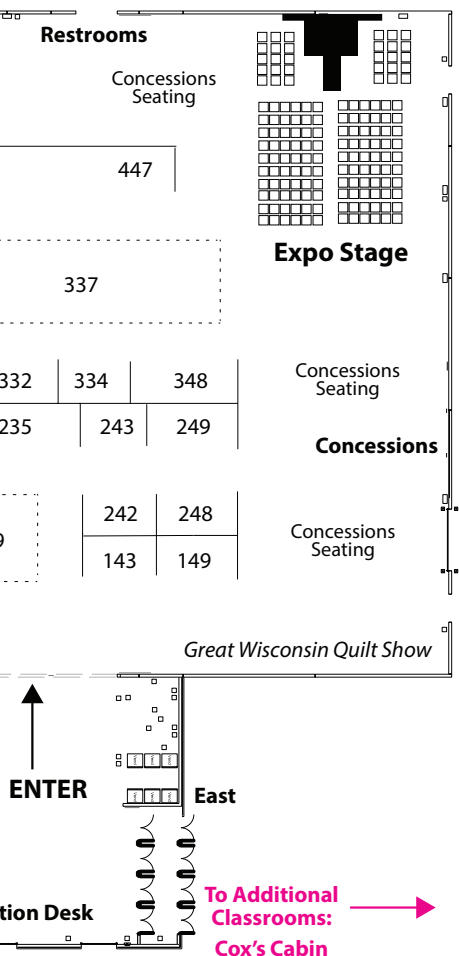 Restrooms
Concessions
Seating
447
Expo Stage
337
332 334 348
235 243 249
Concessions
Seating
Concessions
242 248
9
143 149
Concessions
Seating
Great Wisconsin Quilt Show
ENTER
East
tion Desk
To Additional
Classrooms:
Cox's Cabin